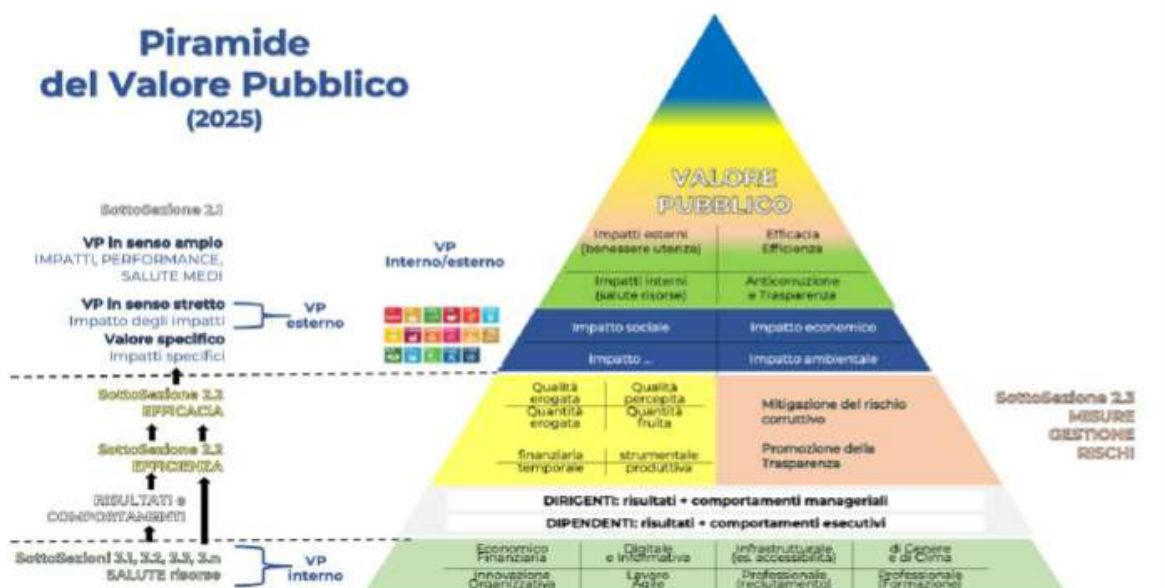 Piramide
del Valore Pubblico
(2025)
SottoSezione 2.1
VP in senso ampio
IMPATTI, PERFORMANCE,
SALUTE MEDI
VP in senso stretto
Impatto degli impatti
Valore specifico
Impatti specifici
VP
esterno
VP
Interno/esterno
SottoSezione 2.2
EFFICACIA
SottoSezione 2.2
EFFICIENZA
RISULTATI e
COMPORTAMENTI
SottoSezioni 3.1, 3.2, 3.3, 3.n
SALUTE risorse
VP
interno
VALORE
PUBBLICO
Impatti esterni
(benessere utenza)
Efficacia
Efficienza
Impatti interni
(salute risorse)
Anticorruzione
e Trasparenza
Impatto sociale
Impatto economico
Impatto ...
Impatto ambientale
Qualità
erogata
Qualità
percepita
Quantità
erogata
Quantità
fruita
finanziaria
temporale
strumentale
produttiva
Mitigazione del rischio
corruttivo
Promozione della
Trasparenza
SottoSezione 2.3
MISURE
GESTIONE
RISCHI
DIRIGENTI: risultati + comportamenti manageriali
DIPENDENTI: risultati + comportamenti esecutivi
Economico
Finanziaria
Digitale
e Informativa
Infrastrutturale
(es. accessibilità)
di Genere
e di Clima
Innovazione
Organizzativa
Lavoro
Agile
Professionale
(reclutamento)
Professionale
(Formazione)